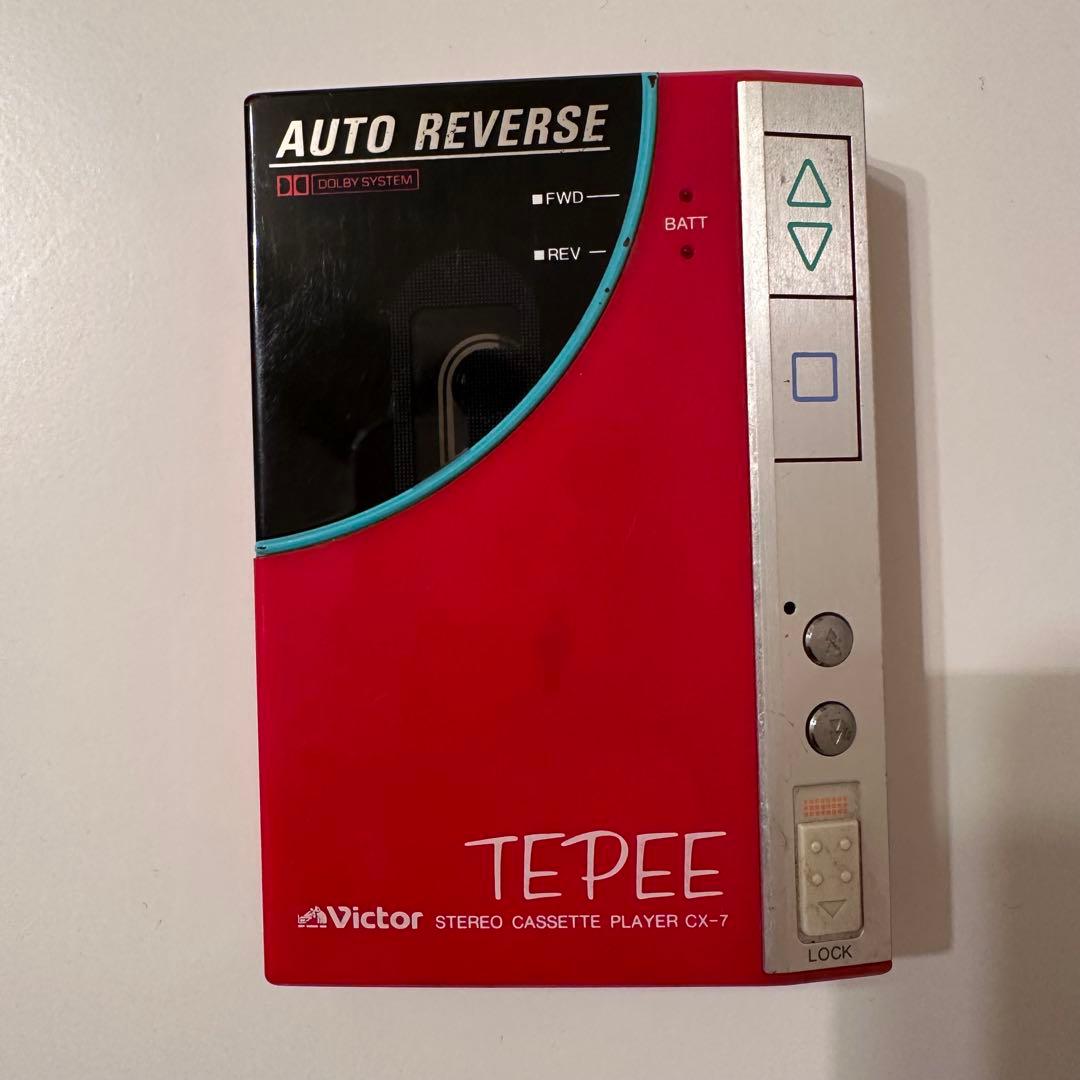 AUTO REVERSE
DOLBY SYSTEM
FWD
BATT
REV
TEPEE
Victor STEREO CASSETTE PLAYER CX-7
LOCK